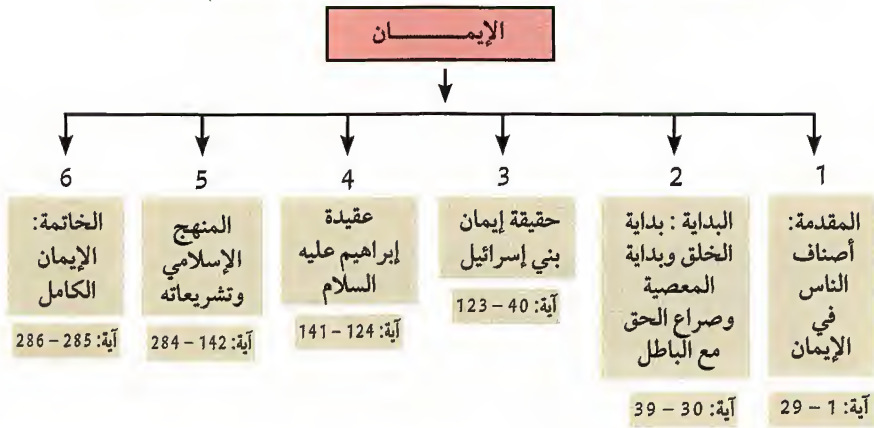 الإيمــــــــــان
1
المقدمة:
أصناف
الناس
في
الإيمان
آية: 1 – 29
2
البداية : بداية
الخلق وبداية
المعصية
وصراع الحق
مع الباطل
آية: 30 – 39
3
حقيقة إيمان
بني إسرائيل
آية: 40 – 123
4
عقيدة
إبراهيم عليه
السلام
آية: 124 – 141
5
المنهج
الإسلامي
وتشريعاته
آية: 142 – 284
6
الخاتمة:
الإيمان
الكامل
آية: 285 – 286